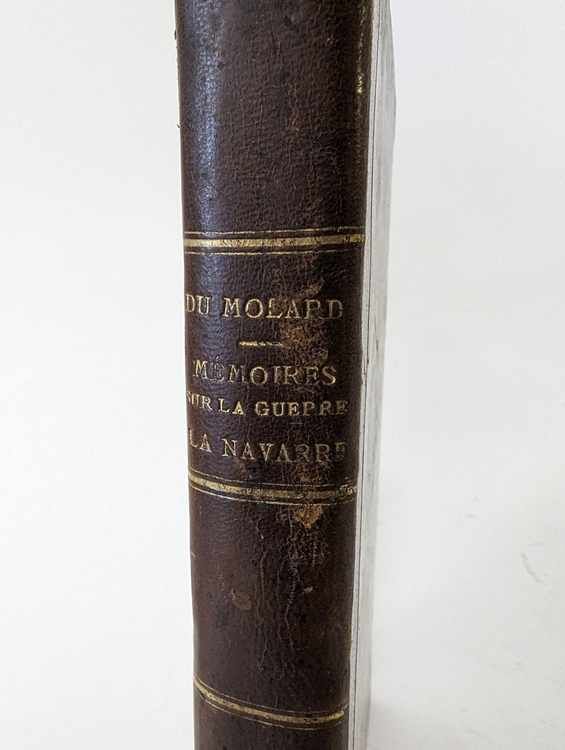 DU MOLARD
MÉMOIRES
SUR LA GUERRE
LA NAVARRE